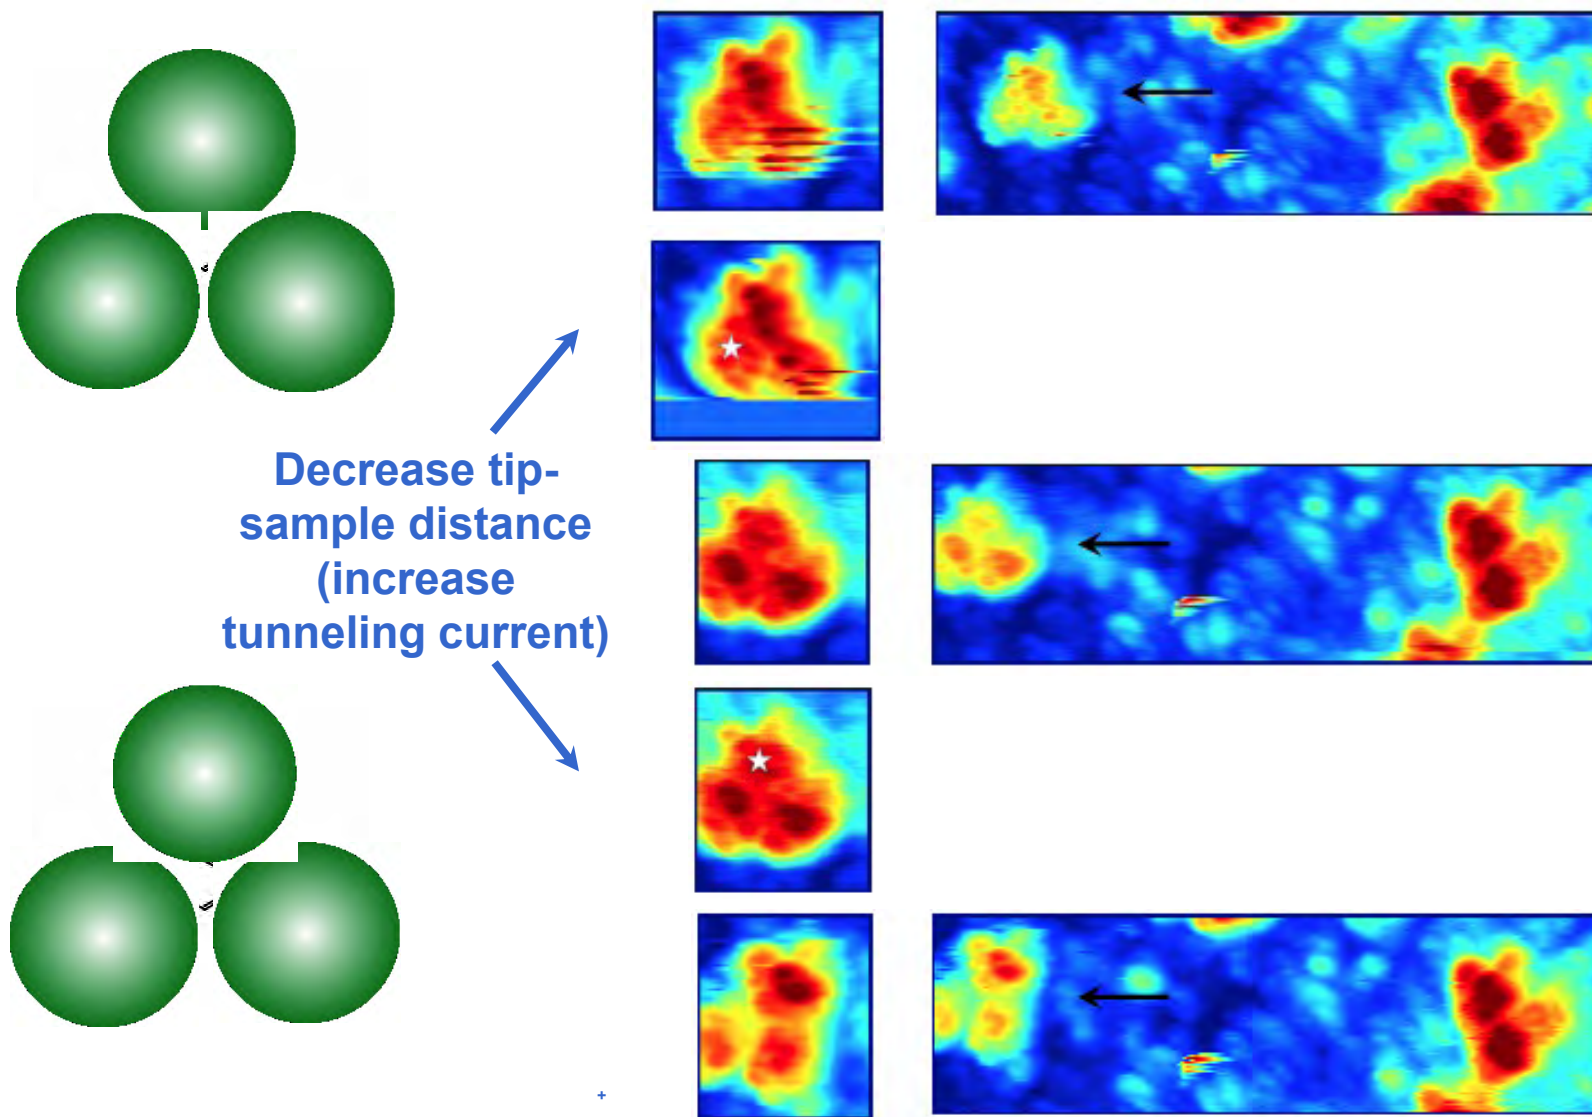 Decrease tip-
sample distance
(increase
tunneling current)
+